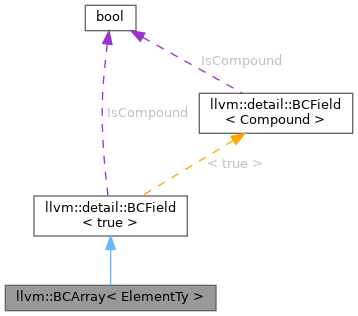 bool
IsCompound
llvm::detail::BCField
< Compound >
IsCompound
< true >
llvm::detail::BCField
< true >
llvm::BCArray< ElementTy >